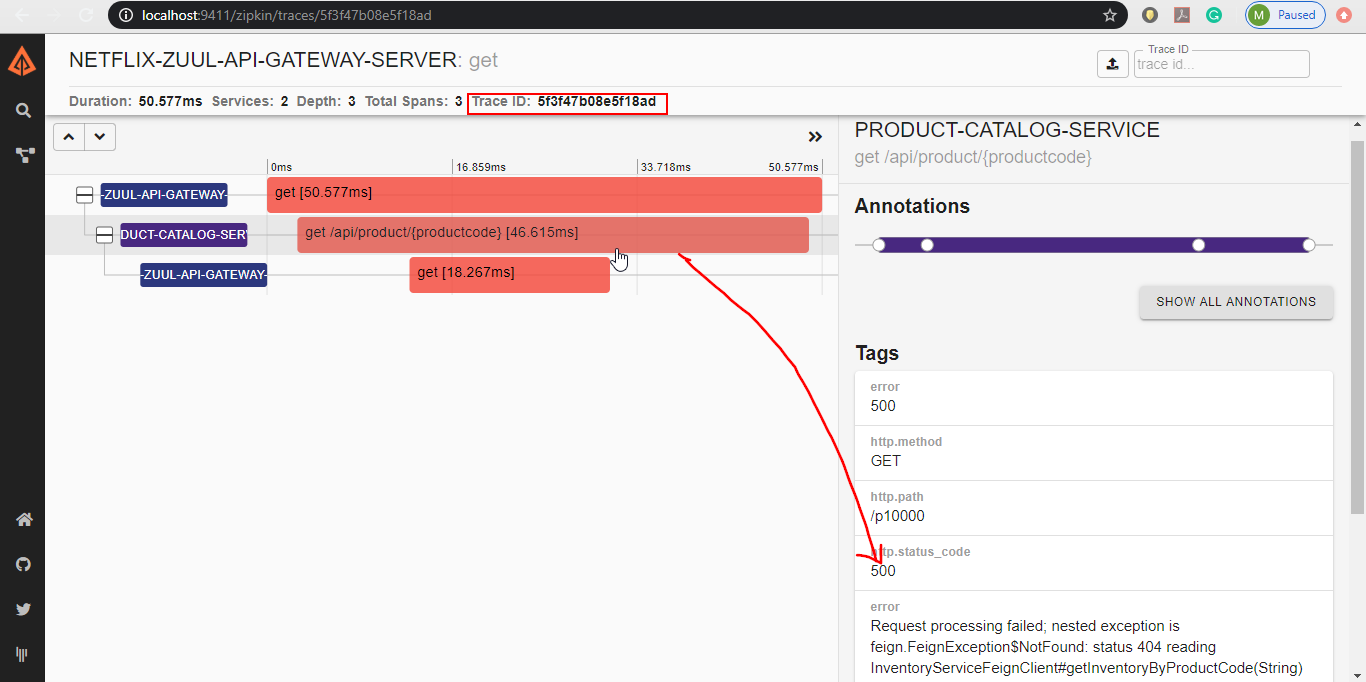 localhost:9411/zipkin/traces/5f3f47b08e5f18ad
M Paused
NETFLIX-ZUUL-API-GATEWAY-SERVER: get
Trace ID
trace id...
Duration: 50.577ms Services: 2 Depth: 3 Total Spans: 3 Trace ID: 5f3f47b08e5f18ad
0ms 16.859ms 33.718ms 50.577ms
-ZUUL-API-GATEWAY- get [50.577ms]
DUCT-CATALOG-SER get /api/product/{productcode} [46.615ms]
-ZUUL-API-GATEWAY- get [18.267ms]
PRODUCT-CATALOG-SERVICE
get /api/product/{productcode}
Annotations
SHOW ALL ANNOTATIONS
Tags
error
500
http.method
GET
http.path
/p10000
http.status_code
500
error
Request processing failed; nested exception is
feign.FeignException$NotFound: status 404 reading
InventoryServiceFeignClient#getInventoryByProductCode(String)